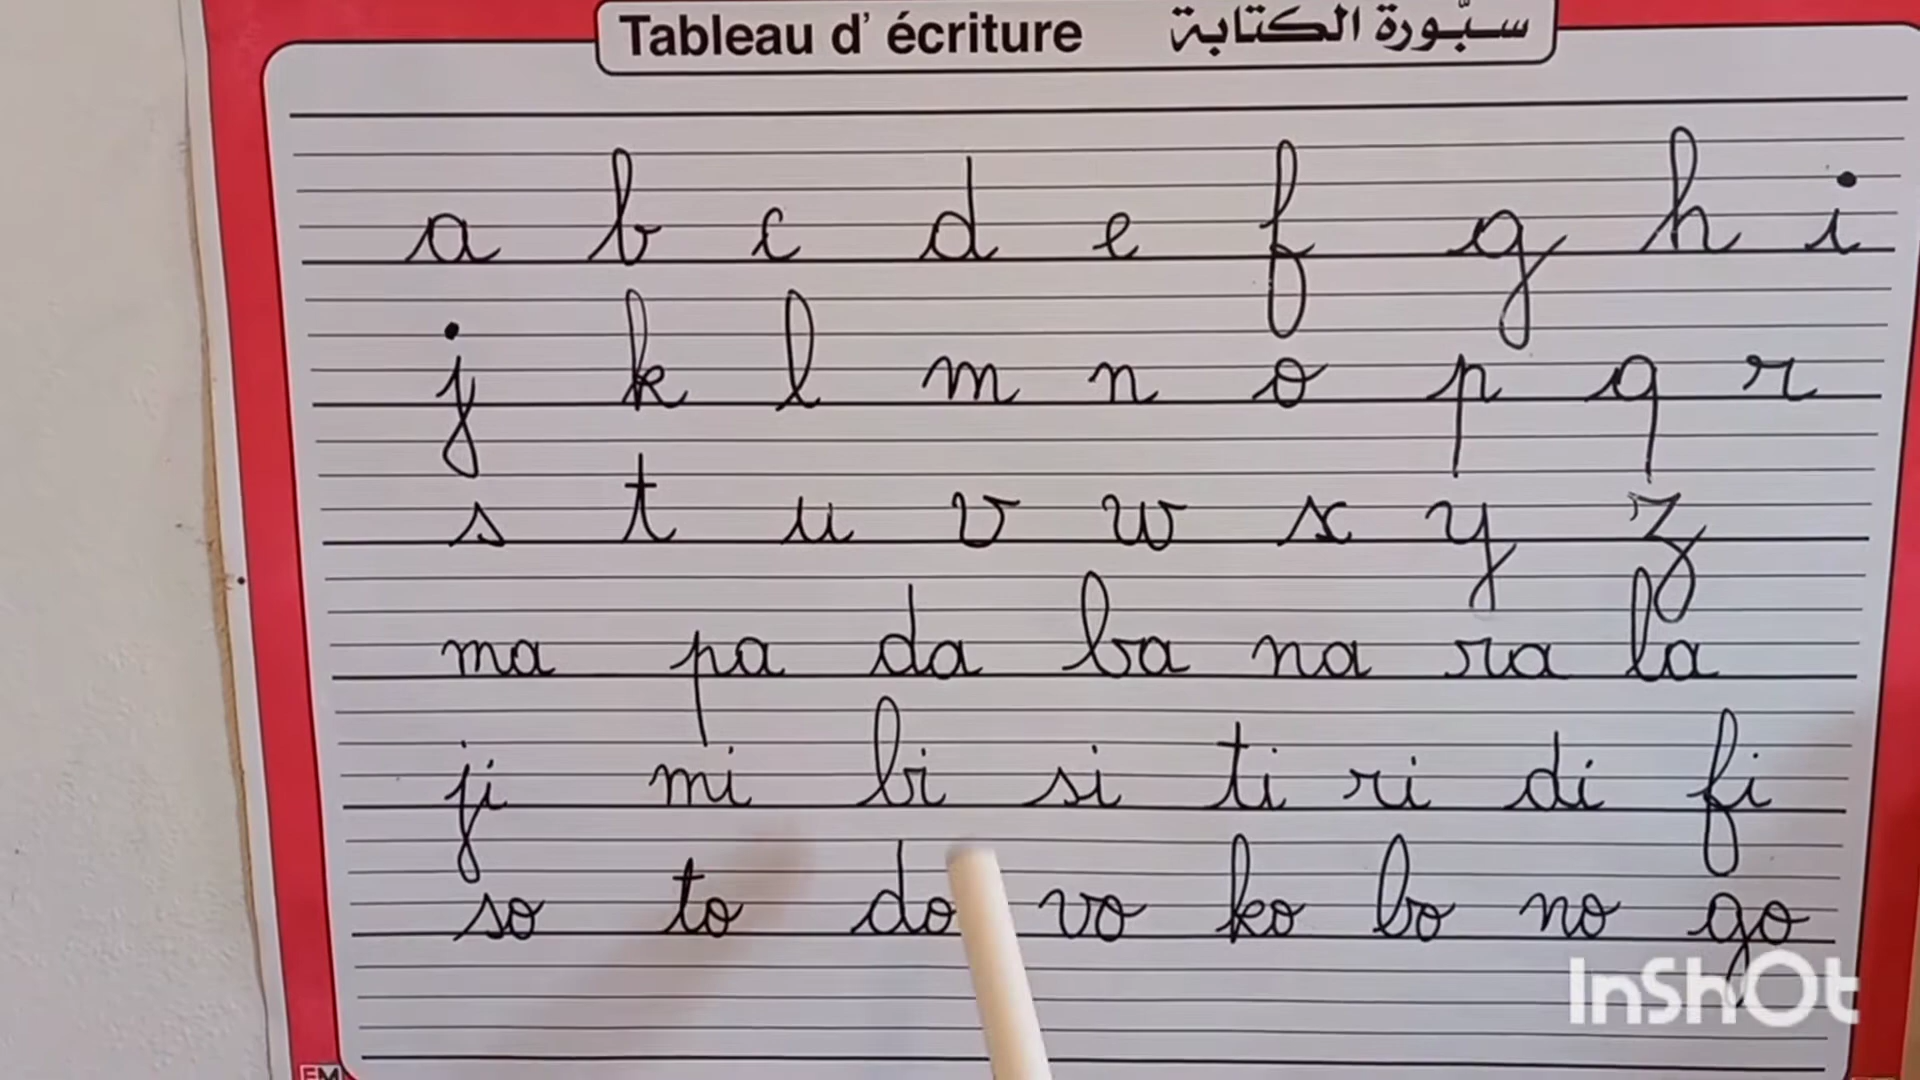 Tableau d' écriture سبّورة الكتابة
a b c d e f g h i
j k l m n o p q r
s t u v w x y z
ma pa da ba na ra la
ji mi bi si ti ri di fi
so to do vo ko bo no go
InShOt
EM